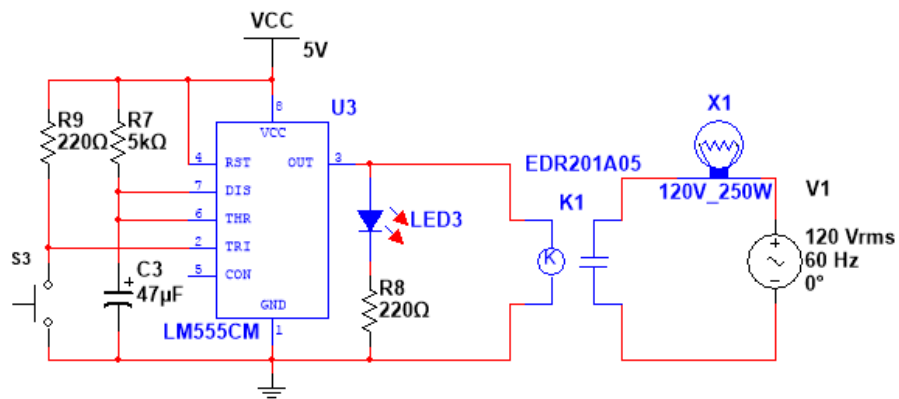 VCC
5V
R9
220Ω
R7
5kΩ
8
U3
VCC
4
RST
OUT
3
7
DIS
6
THR
2
TRI
5
CON
GND
1
LM555CM
S3
C3
+
47µF
LED3
R8
220Ω
EDR201A05
K1
K
X1
120V_250W
V1
120 Vrms
60 Hz
0°